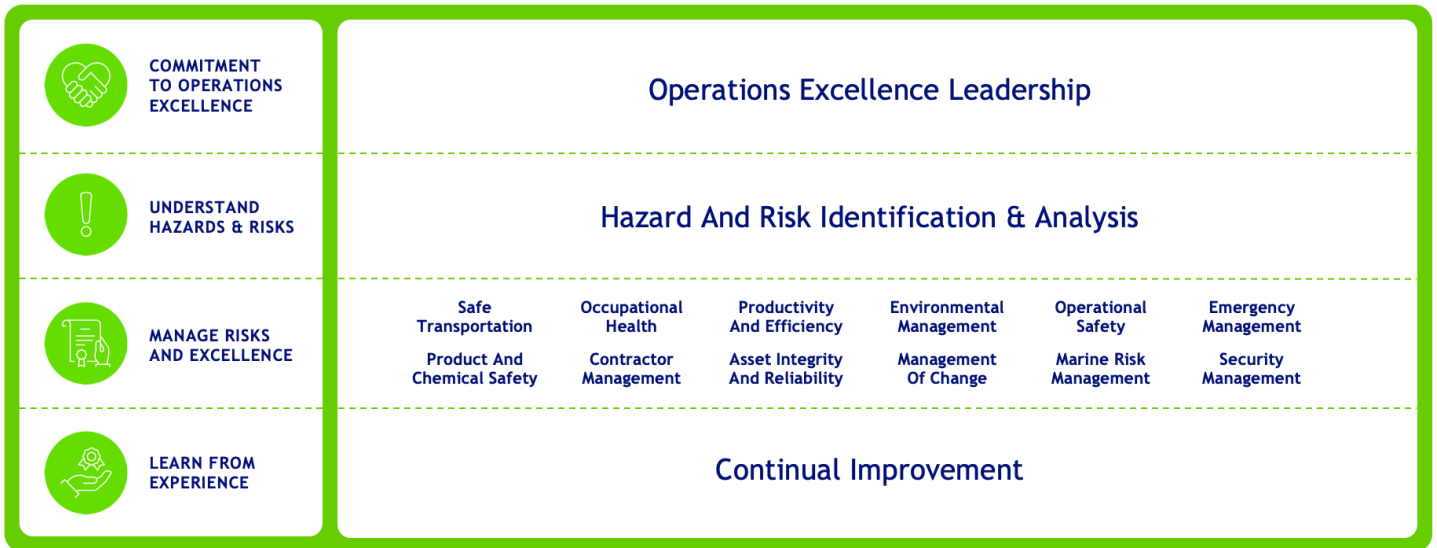 COMMITMENT
TO OPERATIONS
EXCELLENCE
Operations Excellence Leadership
UNDERSTAND
HAZARDS & RISKS
Hazard And Risk Identification & Analysis
MANAGE RISKS
AND EXCELLENCE
Safe
Transportation
Occupational
Health
Productivity
And Efficiency
Environmental
Management
Operational
Safety
Emergency
Management
Product And
Chemical Safety
Contractor
Management
Asset Integrity
And Reliability
Management
Of Change
Marine Risk
Management
Security
Management
LEARN FROM
EXPERIENCE
Continual Improvement